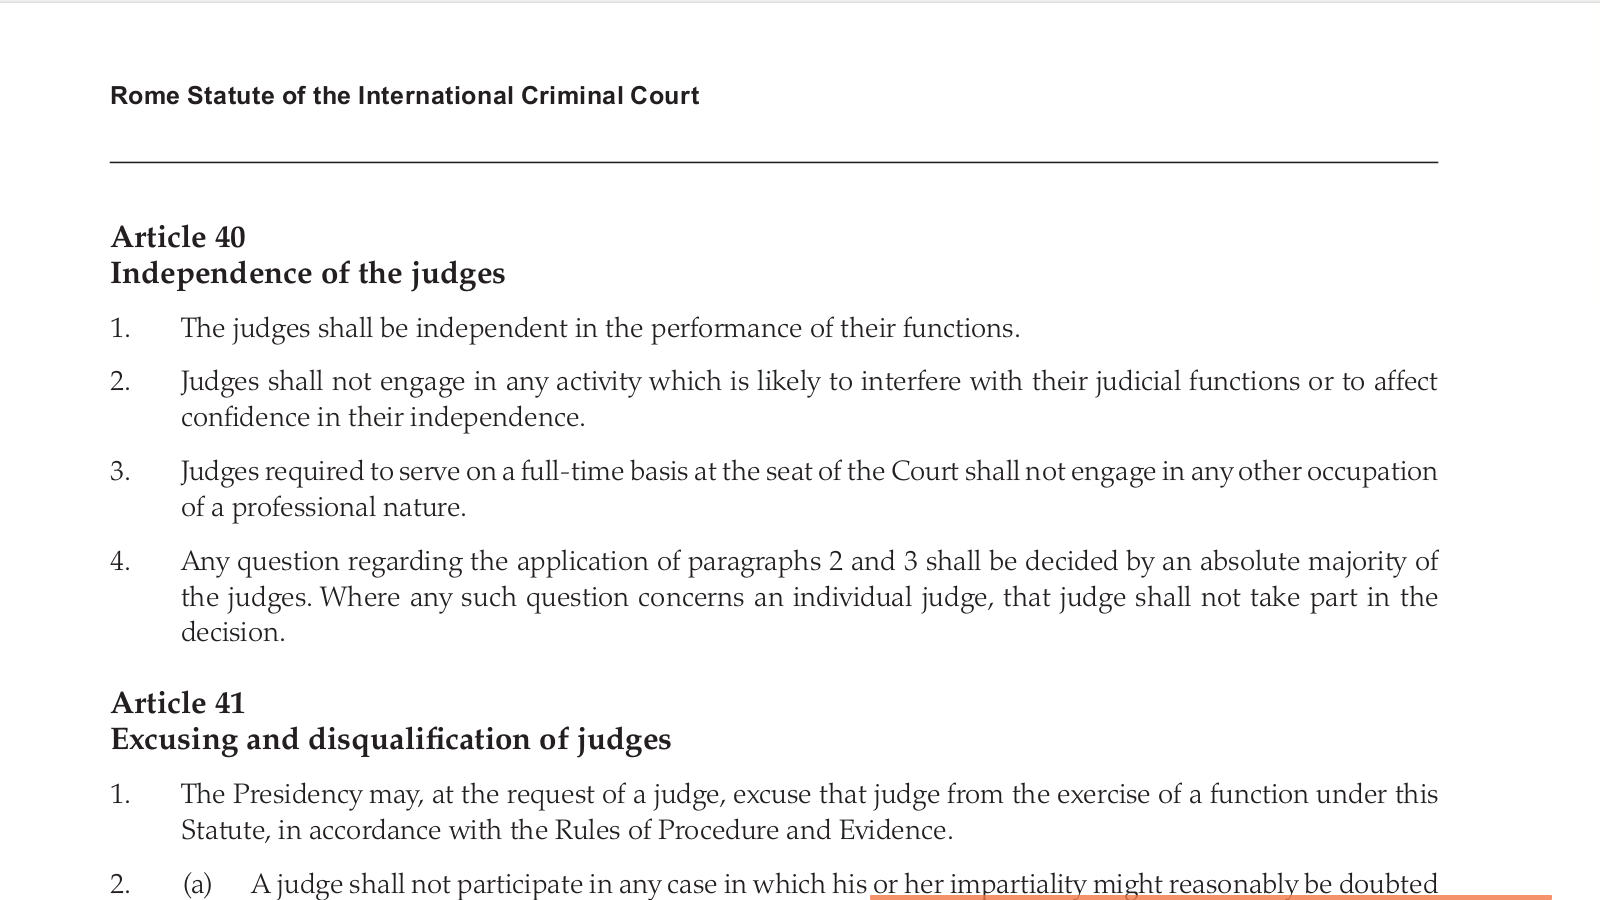 Rome Statute of the International Criminal Court
Article 40
Independence of the judges
1. The judges shall be independent in the performance of their functions.
2. Judges shall not engage in any activity which is likely to interfere with their judicial functions or to affect
confidence in their independence.
3. Judges required to serve on a full-time basis at the seat of the Court shall not engage in any other occupation
of a professional nature.
4. Any question regarding the application of paragraphs 2 and 3 shall be decided by an absolute majority of
the judges. Where any such question concerns an individual judge, that judge shall not take part in the
decision.
Article 41
Excusing and disqualification of judges
1. The Presidency may, at the request of a judge, excuse that judge from the exercise of a function under this
Statute, in accordance with the Rules of Procedure and Evidence.
2. (a) A judge shall not participate in any case in which his or her impartiality might reasonably be doubted